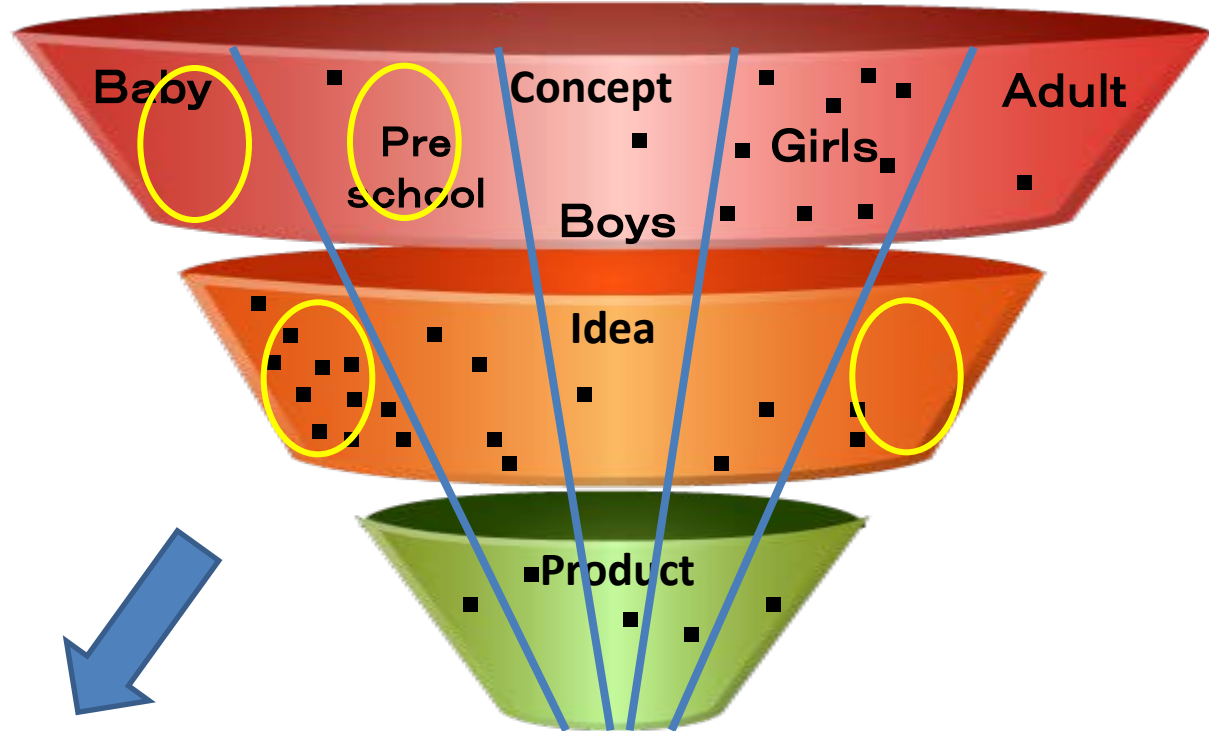 Baby
Concept
Adult
Pre
school
Girls
Boys
Idea
Product